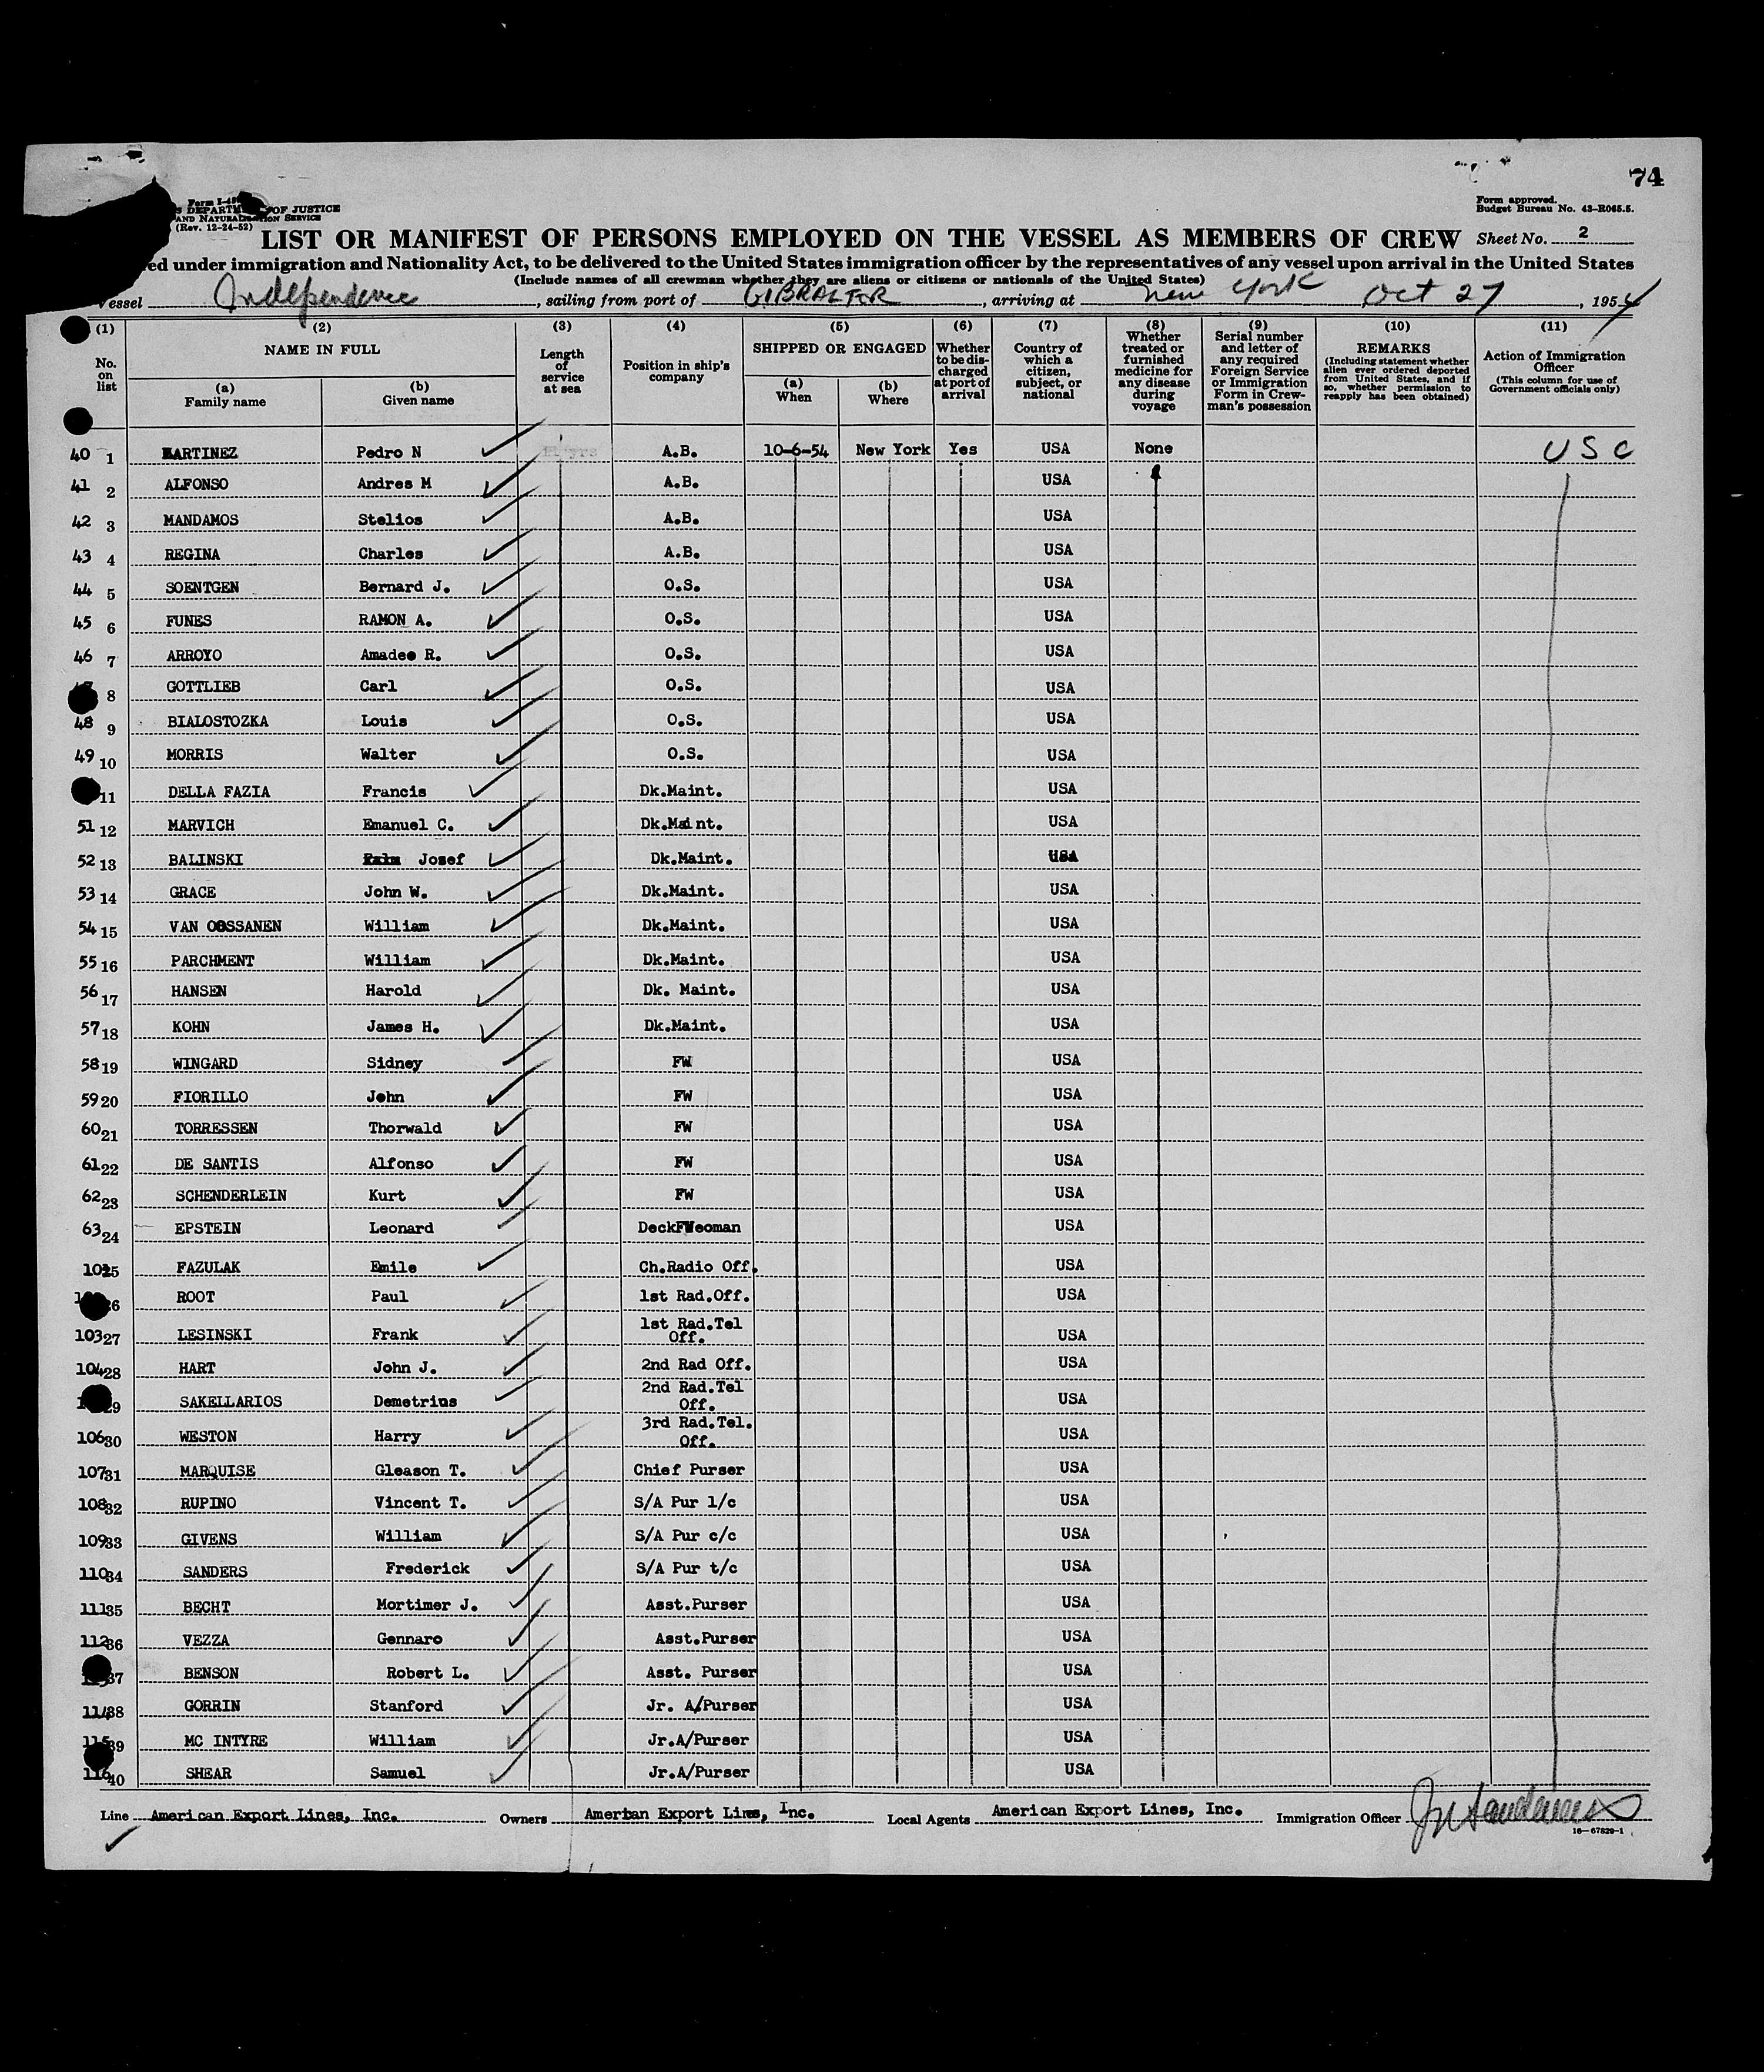 74
Form approved.
Budget Bureau No. 43-R065.5.
DEPARTM OF JUSTICE
AND NATURALIZATION SERVICE
(Rev. 12-24-52)
LIST OR MANIFEST OF PERSONS EMPLOYED ON THE VESSEL AS MEMBERS OF CREW Sheet No. 2
ed under immigration and Nationality Act, to be delivered to the United States immigration officer by the representatives of any vessel upon arrival in the United States
(Include names of all crewman whether they are aliens or citizens or nationals of the United States)
Vessel Independence, sailing from port of GIBRALTER, arriving at New York Oct 27, 1954
(1) (2) (3) (4) (5) (6) (7) (8) (9) (10) (11)
No. on list
NAME IN FULL
(a) Family name
(b) Given name
Length of service at sea
Position in ship's company
SHIPPED OR ENGAGED
(a) When
(b) Where
Whether to be discharged at port of arrival
Country of which a citizen, subject, or national
Whether treated or furnished medicine for any disease during voyage
Serial number and letter of any required Foreign Service or Immigration Form in Crewman's possession
REMARKS
(Including statement whether alien ever ordered deported from United States, and if so, whether permission to reapply has been obtained)
Action of Immigration Officer
(This column for use of Government officials only)
40 1 MARTINEZ Pedro N A.B. 10-6-54 New York Yes USA None USC
41 2 ALFONSO Andres M A.B. USA
42 3 MANDAMOS Stelios A.B. USA
43 4 REGINA Charles A.B. USA
44 5 SOENTGEN Bernard J. O.S. USA
45 6 FUNES RAMON A. O.S. USA
46 7 ARROYO Amadeo R. O.S. USA
8 GOTTLIEB Carl O.S. USA
48 9 BIALOSTOZKA Louis O.S. USA
49 10 MORRIS Walter O.S. USA
11 DELLA FAZIA Francis Dk.Maint. USA
51 12 MARVICH Emanuel C. Dk.Maint. USA
52 13 BALINSKI Josef Dk.Maint. USA
53 14 GRACE John W. Dk.Maint. USA
54 15 VAN OOSSANEN William Dk.Maint. USA
55 16 PARCHMENT William Dk.Maint. USA
56 17 HANSEN Harold Dk. Maint. USA
57 18 KOHN James H. Dk.Maint. USA
58 19 WINGARD Sidney FW USA
59 20 FIORILLO John FW USA
60 21 TORRESSEN Thorwald FW USA
61 22 DE SANTIS Alfonso FW USA
62 23 SCHENDERLEIN Kurt FW USA
63 24 EPSTEIN Leonard Deck Yeoman USA
25 FAZULAK Emile Ch.Radio Off. USA
26 ROOT Paul 1st Rad.Off. USA
103 27 LESINSKI Frank 1st Rad.Tel Off. USA
104 28 HART John J. 2nd Rad Off. USA
29 SAKELLARIOS Demetrius 2nd Rad.Tel Off. USA
106 30 WESTON Harry 3rd Rad.Tel. Off. USA
107 31 MARQUISE Gleason T. Chief Purser USA
108 32 RUPINO Vincent T. S/A Pur l/c USA
109 33 GIVENS William S/A Pur c/c USA
110 34 SANDERS Frederick S/A Pur t/c USA
111 35 BECHT Mortimer J. Asst.Purser USA
112 36 VEZZA Gennaro Asst.Purser USA
37 BENSON Robert L. Asst. Purser USA
114 38 GORRIN Stanford Jr. A/Purser USA
115 39 MC INTYRE William Jr.A/Purser USA
116 40 SHEAR Samuel Jr.A/Purser USA
Line American Export Lines, Inc. Owners American Export Lines, Inc. Local Agents American Export Lines, Inc. Immigration Officer
16-67829-1